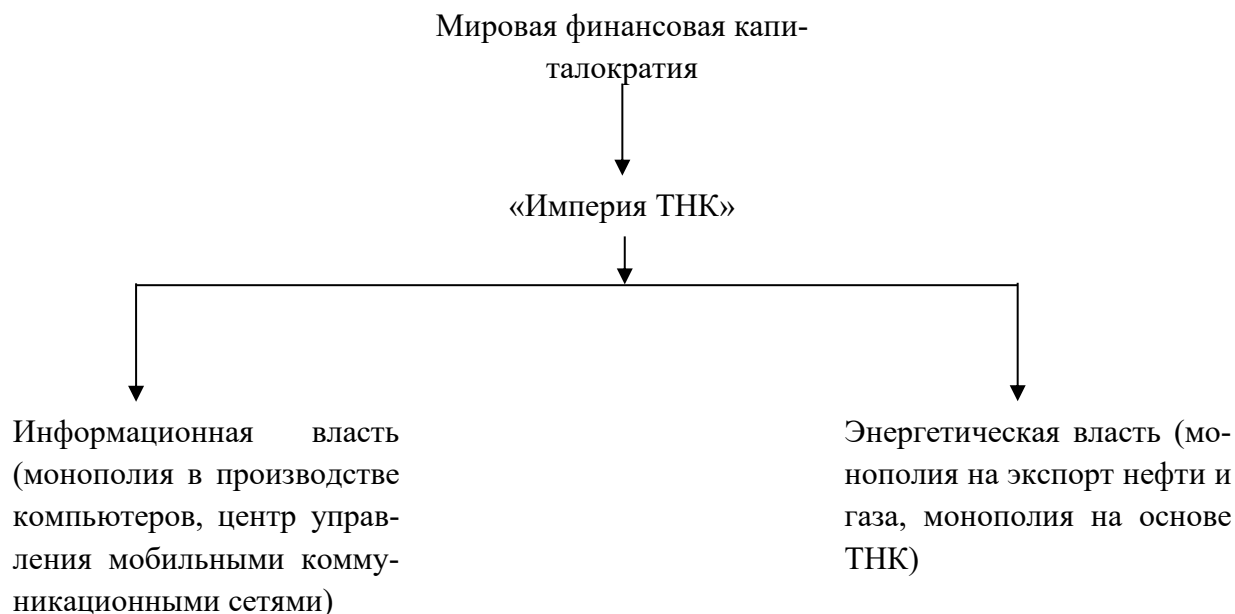 Мировая финансовая капи-
талократия
«Империя ТНК»
Информационная власть
(монополия в производстве
компьютеров, центр управ-
ления мобильными комму-
никационными сетями)
Энергетическая власть (мо-
нополия на экспорт нефти и
газа, монополия на основе
ТНК)